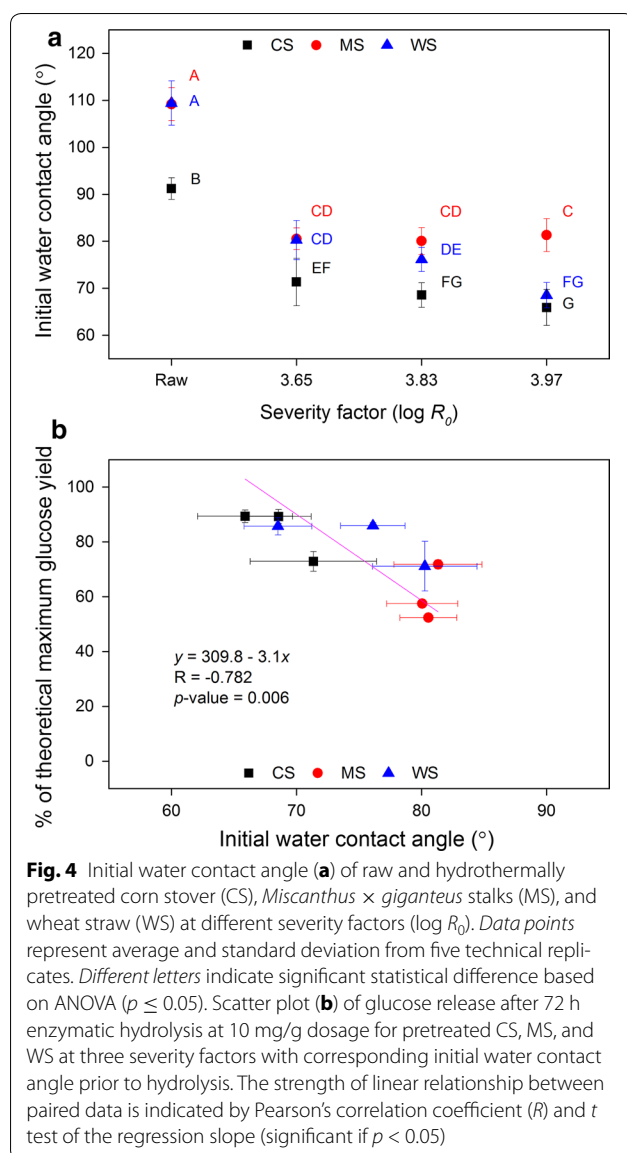 a
CS MS WS
120
110
100
90
80
70
60
Initial water contact angle (°)
A
A
B
CD
CD
EF
CD
DE
FG
C
FG
G
Raw 3.65 3.83 3.97
Severity factor (log R0)
b
100
80
60
40
20
0
% of theoretical maximum glucose yield
y = 309.8 - 3.1x
R = -0.782
p-value = 0.006
CS MS WS
60 70 80 90
Initial water contact angle (°)
Fig. 4 Initial water contact angle (a) of raw and hydrothermally
pretreated corn stover (CS), Miscanthus × giganteus stalks (MS), and
wheat straw (WS) at different severity factors (log R0). Data points
represent average and standard deviation from five technical repli-
cates. Different letters indicate significant statistical difference based
on ANOVA (p ≤ 0.05). Scatter plot (b) of glucose release after 72 h
enzymatic hydrolysis at 10 mg/g dosage for pretreated CS, MS, and
WS at three severity factors with corresponding initial water contact
angle prior to hydrolysis. The strength of linear relationship between
paired data is indicated by Pearson's correlation coefficient (R) and t
test of the regression slope (significant if p < 0.05)